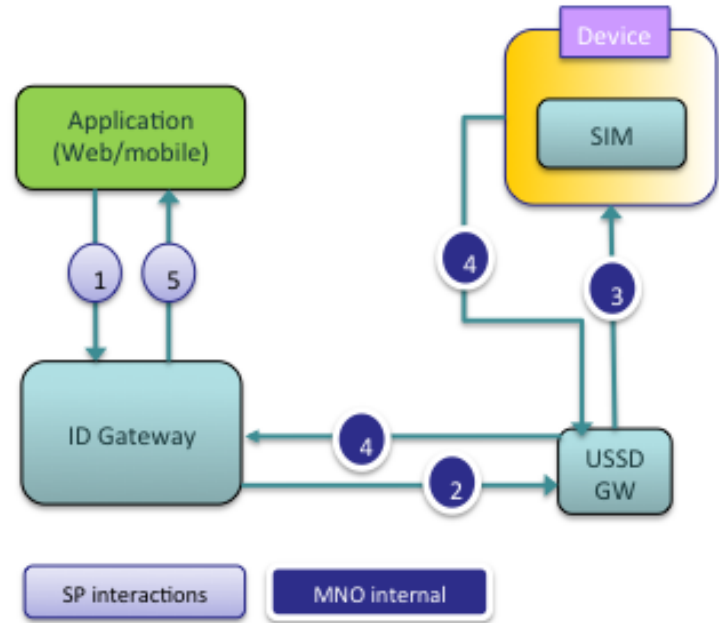 Device
Application
(Web/mobile)
SIM
4
1
5
3
ID Gateway
4
USSD
GW
2
SP interactions
MNO internal